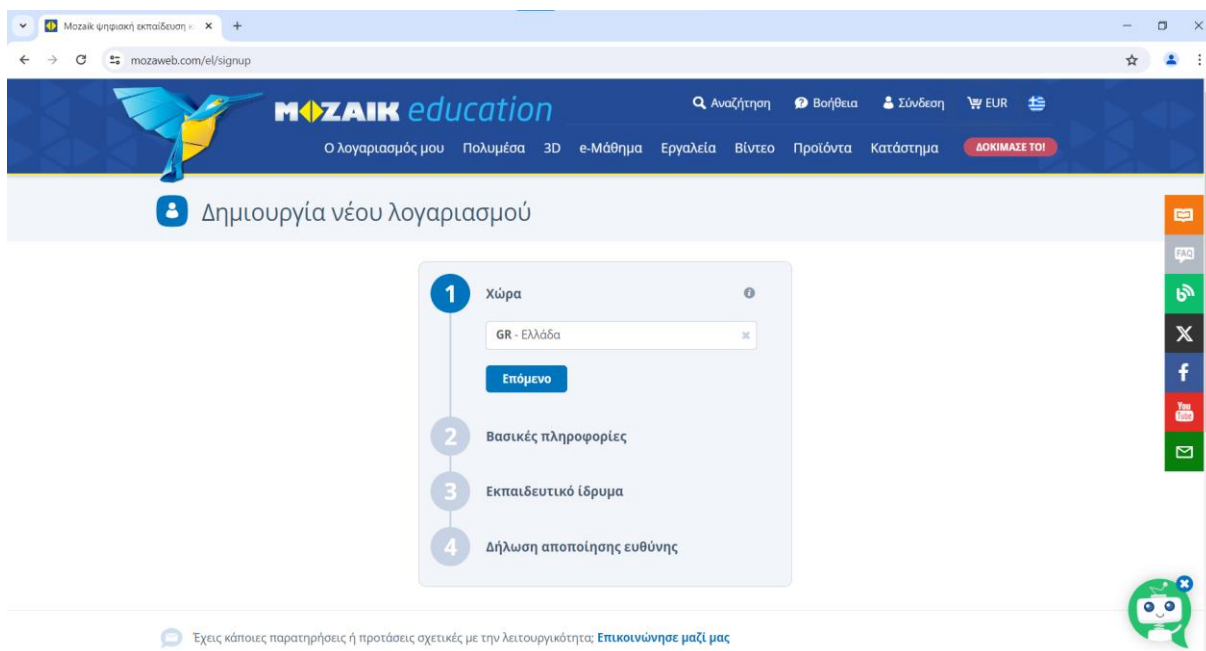 Mozaik ψηφιακή εκπαίδευση κ
mozaweb.com/el/signup
MOZAIK education
Αναζήτηση Βοήθεια Σύνδεση EUR
Ο λογαριασμός μου Πολυμέσα 3D e-Μάθημα Εργαλεία Βίντεο Προϊόντα Κατάστημα ΔΟΚΙΜΑΣΕ ΤΟ!
Δημιουργία νέου λογαριασμού
FAQ
1 Χώρα
GR - Ελλάδα
Επόμενο
You
Tube
2 Βασικές πληροφορίες
3 Εκπαιδευτικό ίδρυμα
4 Δήλωση αποποίησης ευθύνης
Έχεις κάποιες παρατηρήσεις ή προτάσεις σχετικές με την λειτουργικότητα; Επικοινώνησε μαζί μας